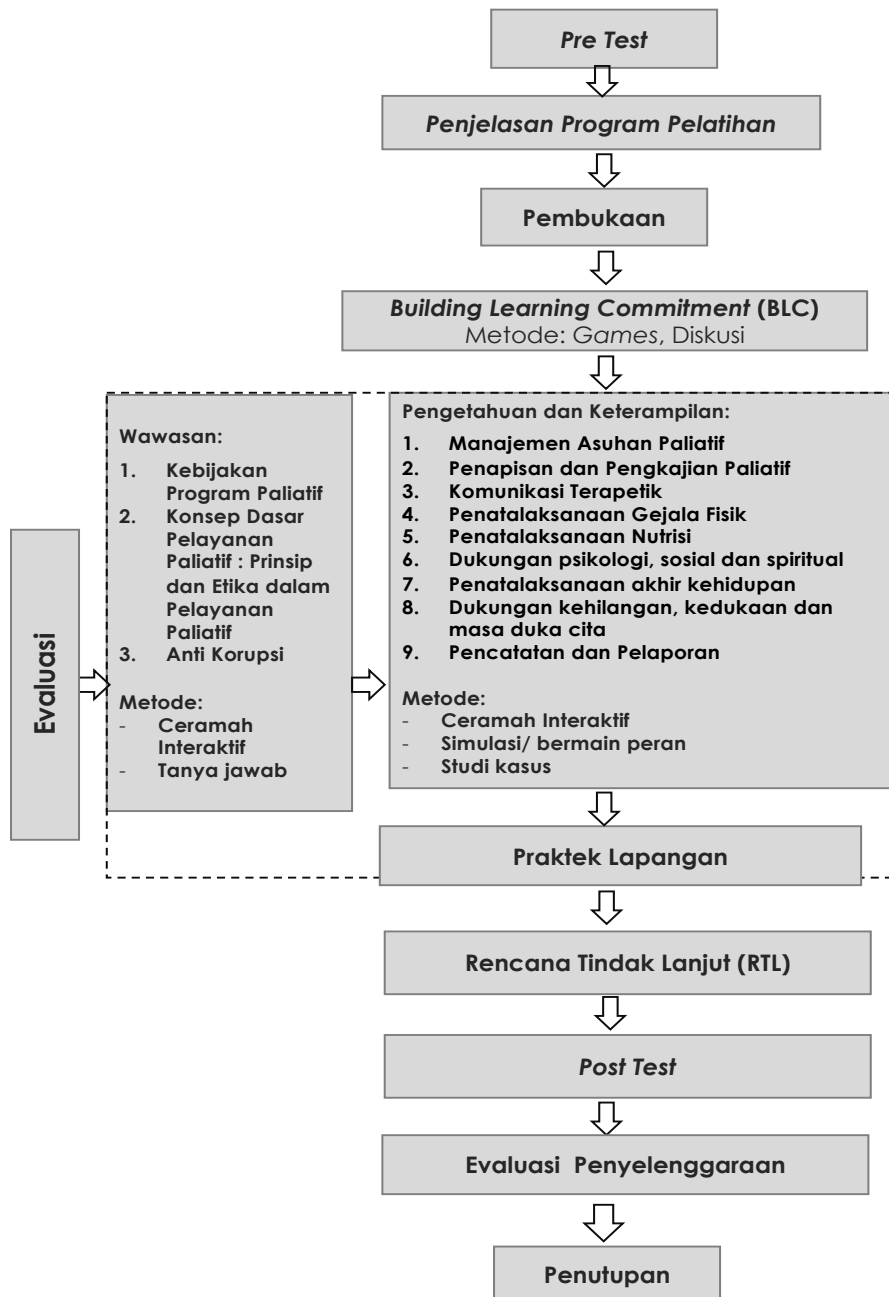 Pre Test
Penjelasan Program Pelatihan
Pembukaan
Building Learning Commitment (BLC)
Metode: Games, Diskusi
Evaluasi
Wawasan:
1. Kebijakan
Program Paliatif
2. Konsep Dasar
Pelayanan
Paliatif : Prinsip
dan Etika dalam
Pelayanan
Paliatif
3. Anti Korupsi
Metode:
- Ceramah
Interaktif
- Tanya jawab
Pengetahuan dan Keterampilan:
1. Manajemen Asuhan Paliatif
2. Penapisan dan Pengkajian Paliatif
3. Komunikasi Terapetik
4. Penatalaksanaan Gejala Fisik
5. Penatalaksanaan Nutrisi
6. Dukungan psikologi, sosial dan spiritual
7. Penatalaksanaan akhir kehidupan
8. Dukungan kehilangan, kedukaan dan
masa duka cita
9. Pencatatan dan Pelaporan
Metode:
- Ceramah Interaktif
- Simulasi/ bermain peran
- Studi kasus
Praktek Lapangan
Rencana Tindak Lanjut (RTL)
Post Test
Evaluasi Penyelenggaraan
Penutupan